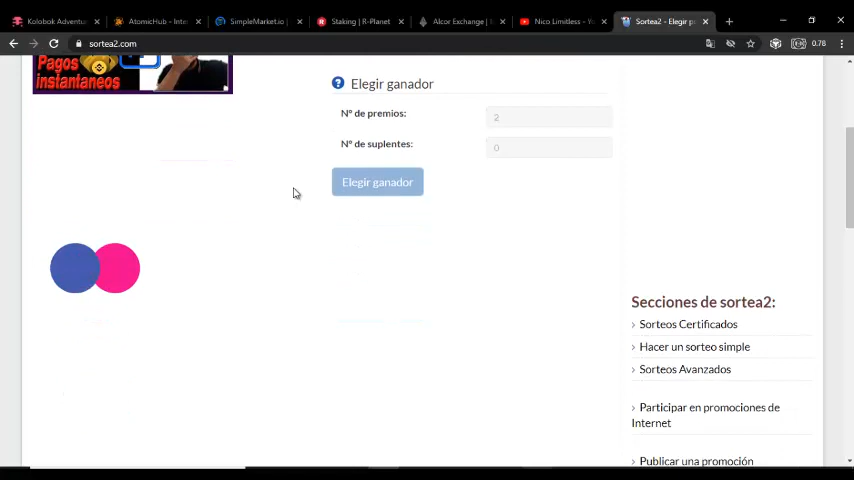 Kolobok Adventu
AtomicHub - Inte
SimpleMarket.io |
Staking | R-Planet
Alcor Exchange |
Nico Limitless - Yo
Sortea2 - Elegir p
sortea2.com
0.78
Pagos
instantaneos
Elegir ganador
Nº de premios:
2
Nº de suplentes:
0
Elegir ganador
Secciones de sortea2:
Sorteos Certificados
Hacer un sorteo simple
Sorteos Avanzados
Participar en promociones de
Internet
Publicar una promoción